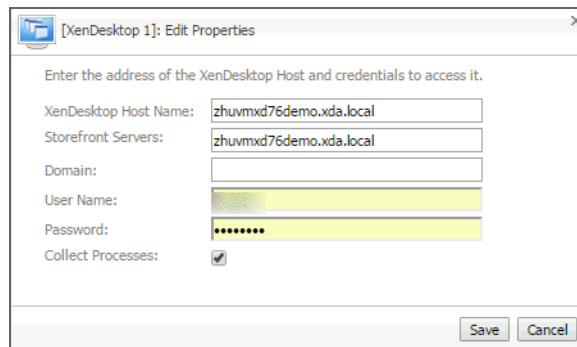 [XenDesktop 1]: Edit Properties
Enter the address of the XenDesktop Host and credentials to access it.
XenDesktop Host Name: zhuvmxd76demo.xda.local
Storefront Servers: zhuvmxd76demo.xda.local
Domain:
User Name:
Password: ••••••••
Collect Processes:
Save Cancel